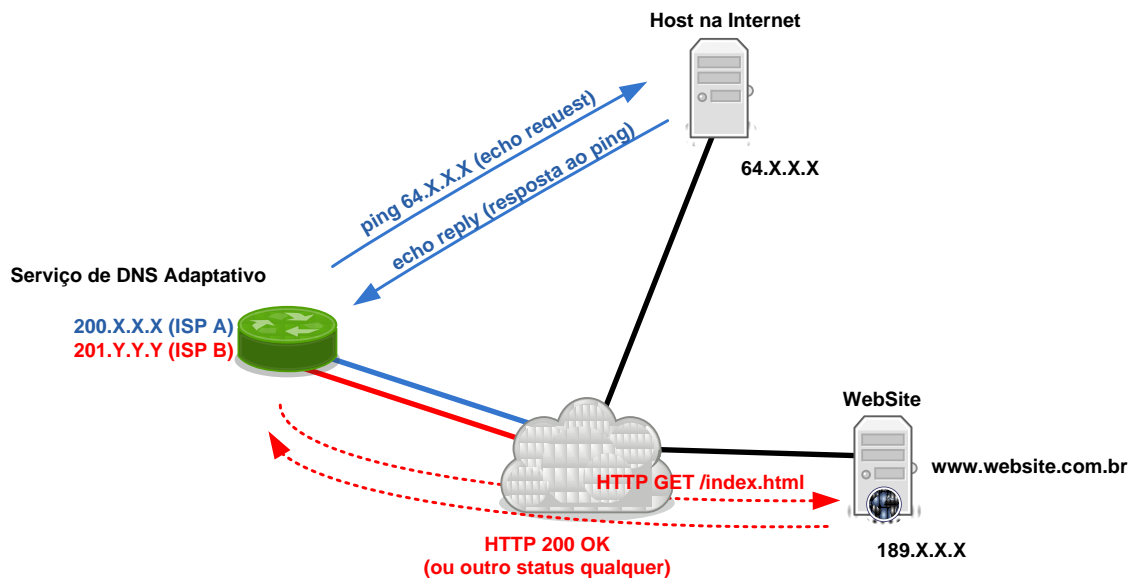 Host na Internet
ping 64.X.X.X (echo request)
echo reply (resposta ao ping)
64.X.X.X
Serviço de DNS Adaptativo
200.X.X.X (ISP A)
201.Y.Y.Y (ISP B)
WebSite
www.website.com.br
HTTP GET /index.html
HTTP 200 OK
(ou outro status qualquer)
189.X.X.X